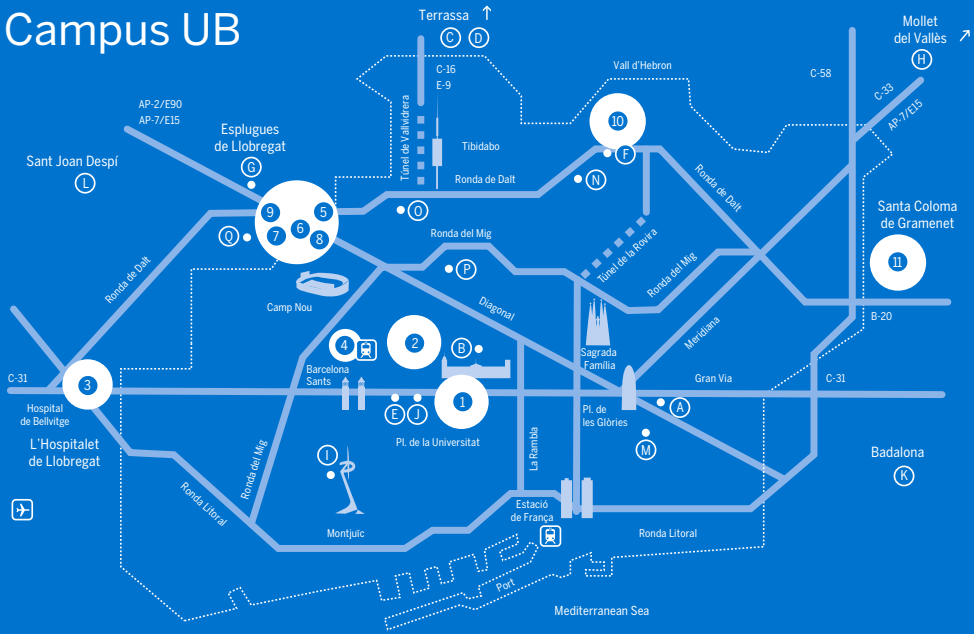 Campus UB
Terrassa ↑
C D
C-16
E-9
Mollet
del Vallès ↗
H
C-58
C-33
AP-7/E15
Vall d'Hebron
10
F
N
AP-2/E90
AP-7/E15
Esplugues
de Llobregat
G
Sant Joan Despí
L
Túnel de Vallvidrera
Tibidabo
Ronda de Dalt
O
Ronda de Dalt
Santa Coloma
de Gramenet
11
9 5
6
7 8
Q
Ronda de Dalt
Ronda del Mig
P
Túnel de la Rovira
Ronda del Mig
Camp Nou
Diagonal
Meridiana
B-20
4
2
B
Barcelona
Sants
Sagrada
Família
C-31
3
Gran Via
C-31
Hospital
de Bellvitge
E J
1
Pl. de
les Glòries
A
M
L'Hospitalet
de Llobregat
Pl. de la Universitat
La Rambla
Badalona
K
I
Ronda del Mig
Ronda Litoral
Montjuïc
Estació
de França
Ronda Litoral
Port
Mediterranean Sea